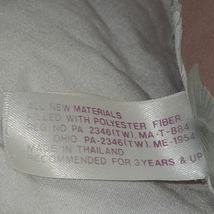 ALL NEW MATERIALS
FILLED WITH POLYESTER FIBER
REG NO PA 2346(TW). MA-T-884
OHIO PA-2346(TW). ME-1954
MADE IN THAILAND
RECOMMENDED FOR 3 YEARS & UP